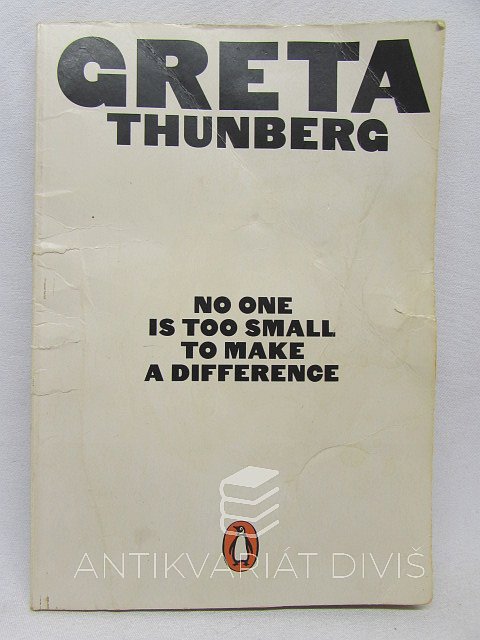 GRETA
THUNBERG
NO ONE
IS TOO SMALL
TO MAKE
A DIFFERENCE
ANTIKVARIÁT DIVIŠ